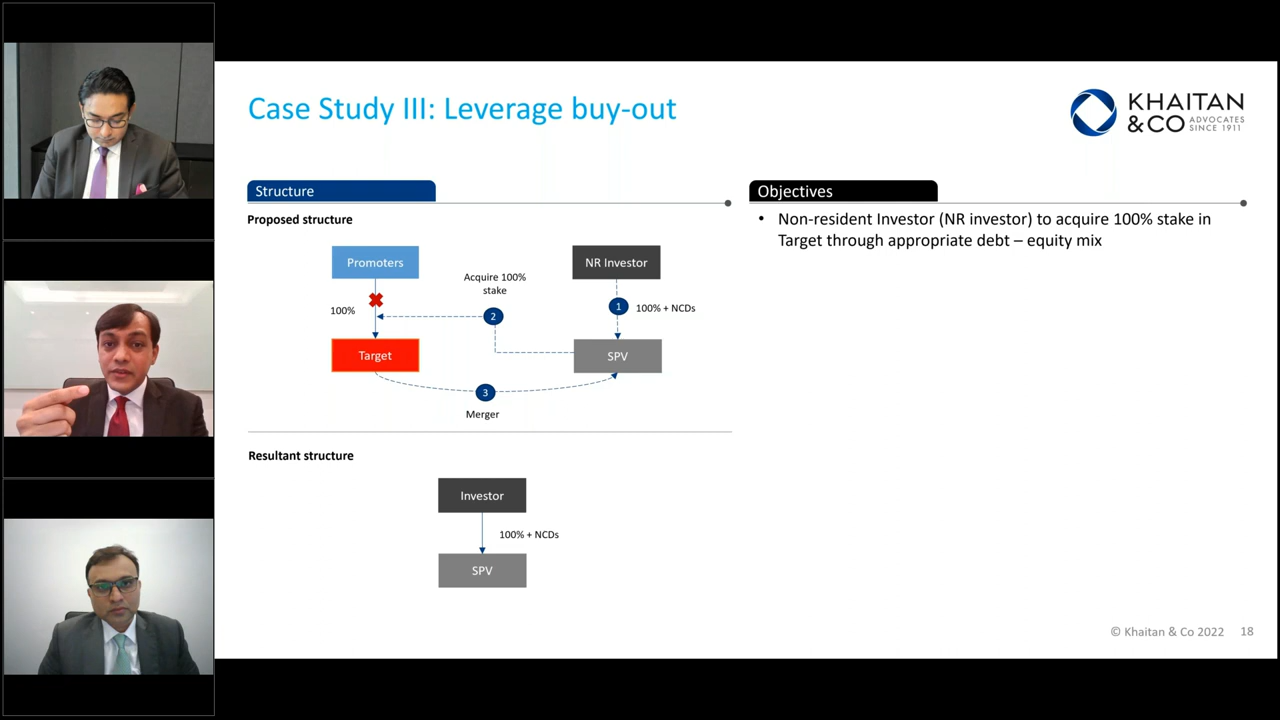 Case Study III: Leverage buy-out
KHAITAN
&CO ADVOCATES
SINCE 1911
Structure
Proposed structure
Promoters
NR Investor
Acquire 100%
stake
100%
2
1
100% + NCDs
Target
SPV
3
Merger
Resultant structure
Investor
100% + NCDs
SPV
Objectives
• Non-resident Investor (NR investor) to acquire 100% stake in
Target through appropriate debt – equity mix
© Khaitan & Co 2022 18